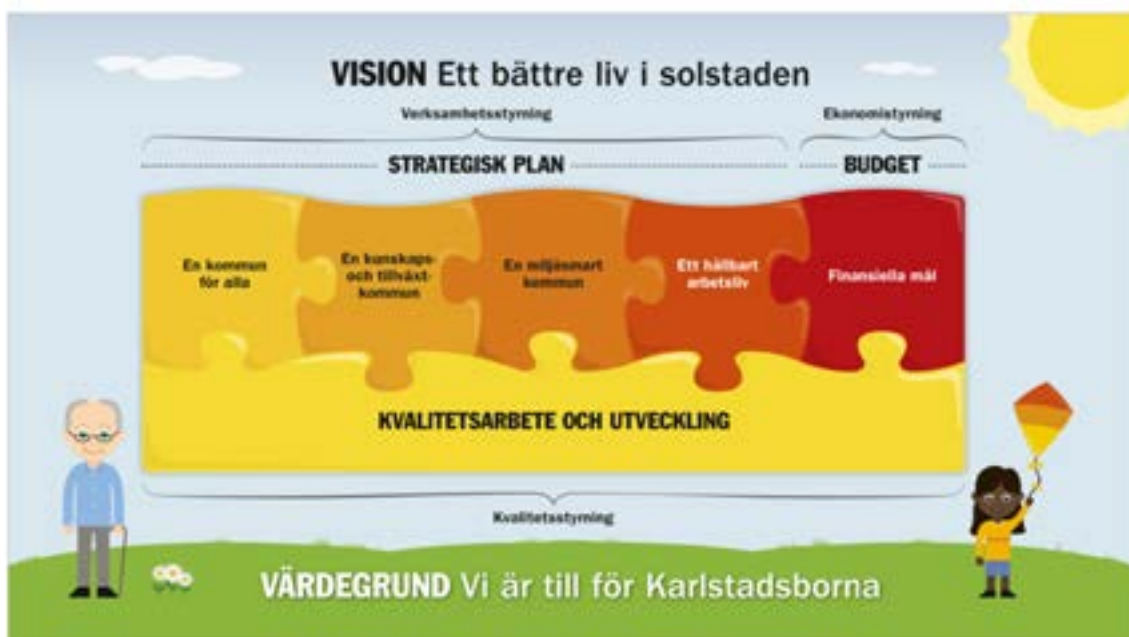 VISION Ett bättre liv i solstaden
Verksamhetsstyrning
Ekonomistyrning
STRATEGISK PLAN
BUDGET
En kommun
för alla
En kunskaps-
och tillväxt-
kommun
En miljösmart
kommun
Ett hållbart
arbetsliv
Finansiella mål
KVALITETSARBETE OCH UTVECKLING
Kvalitetsstyrning
VÄRDEGRUND Vi är till för Karlstadsborna